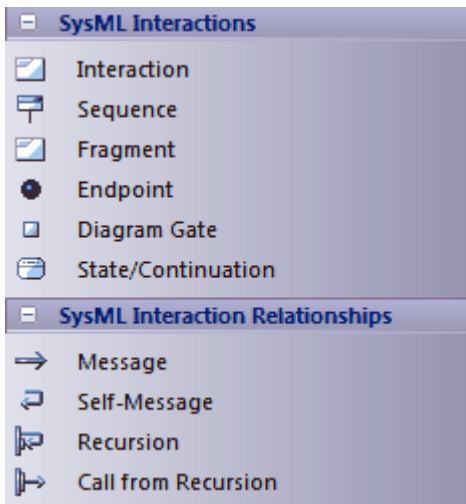 SysML Interactions
Interaction
Sequence
Fragment
Endpoint
Diagram Gate
State/Continuation
SysML Interaction Relationships
Message
Self-Message
Recursion
Call from Recursion